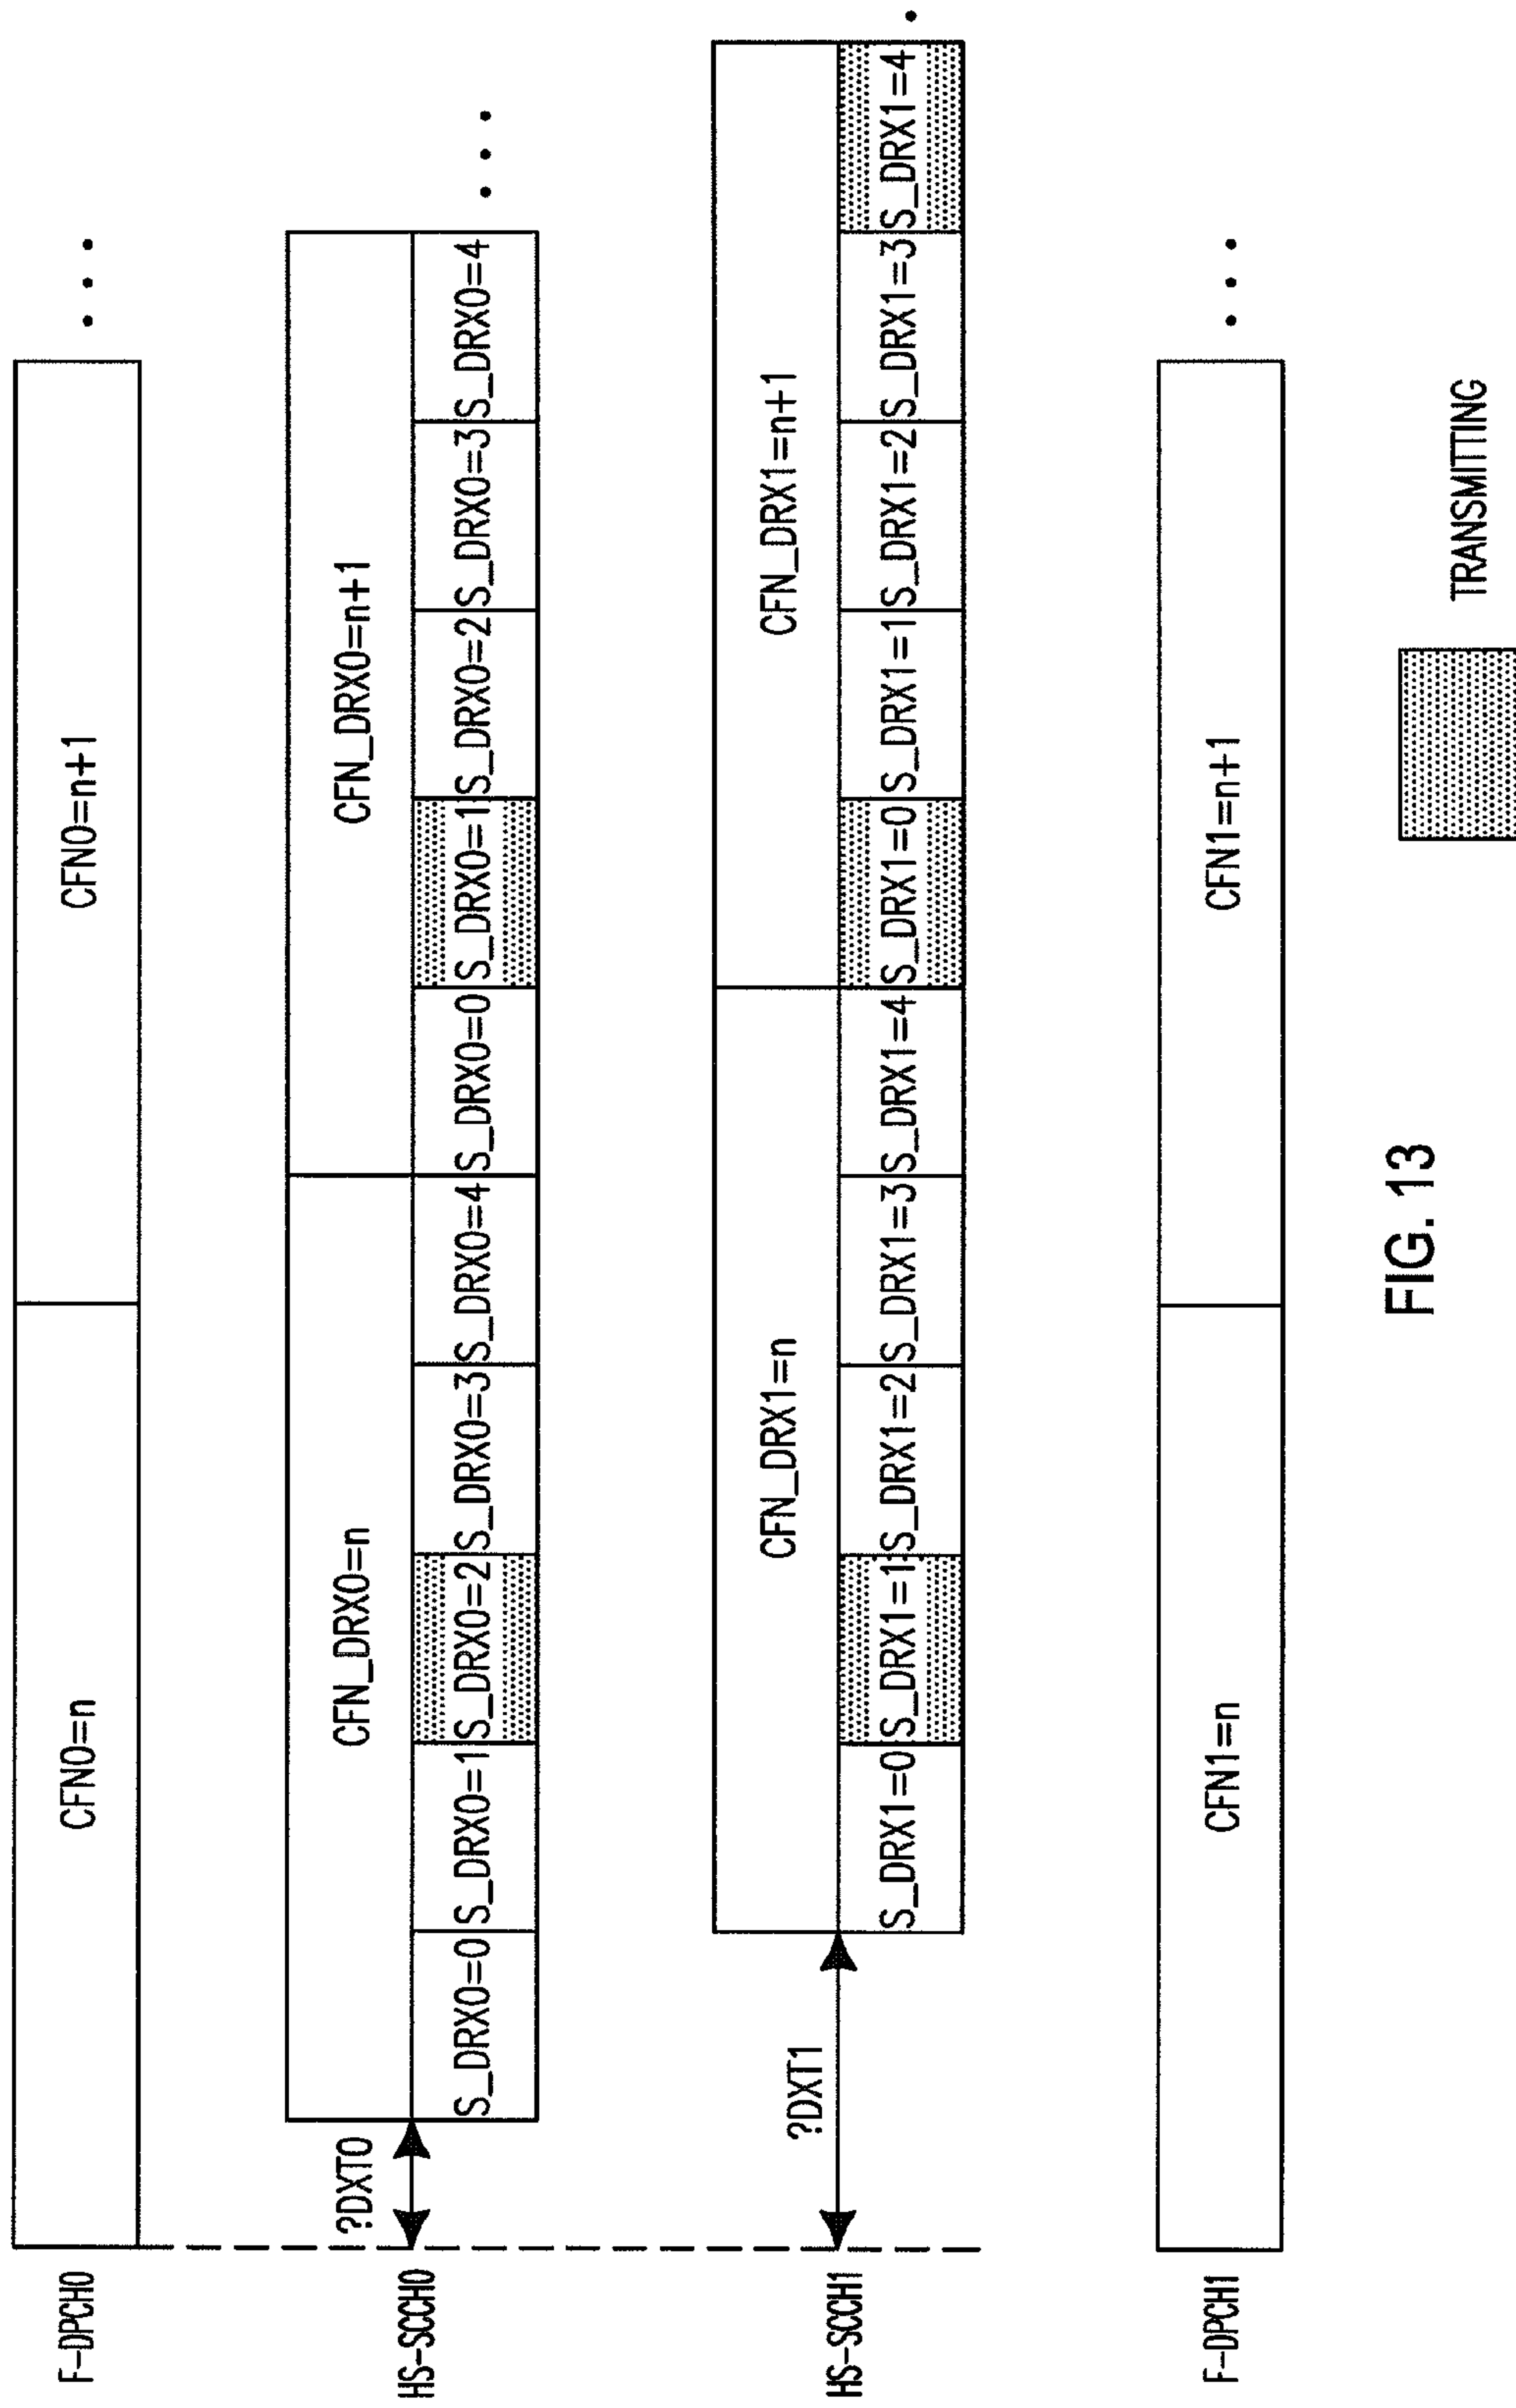 F-DPCH0
CFN0=n
CFN0=n+1
HS-SCCH0
?DXT0
CFN_DRX0=n
CFN_DRX0=n+1
S_DRX0=0
S_DRX0=1
S_DRX0=2
S_DRX0=3
S_DRX0=4
S_DRX0=0
S_DRX0=1
S_DRX0=2
S_DRX0=3
S_DRX0=4
HS-SCCH1
?DXT1
CFN_DRX1=n
CFN_DRX1=n+1
S_DRX1=0
S_DRX1=1
S_DRX1=2
S_DRX1=3
S_DRX1=4
S_DRX1=0
S_DRX1=1
S_DRX1=2
S_DRX1=3
S_DRX1=4
F-DPCH1
CFN1=n
CFN1=n+1
TRANSMITTING
FIG. 13